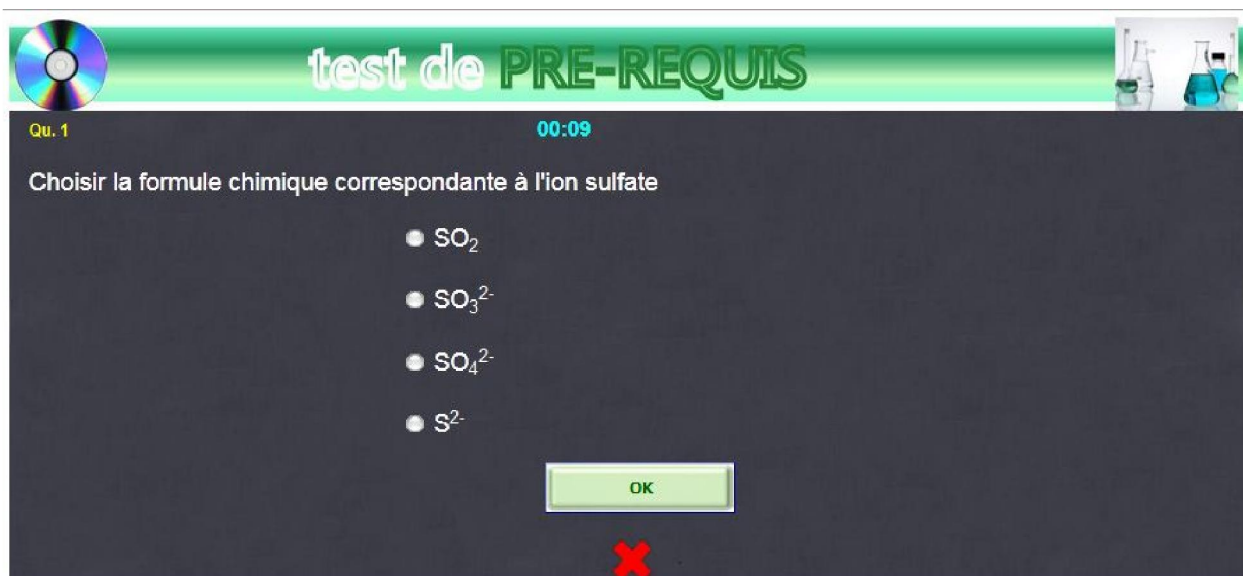 test de PRE-REQUIS
Qu. 1
00:09
Choisir la formule chimique correspondante à l'ion sulfate
SO₂
SO₃²⁻
SO₄²⁻
S²⁻
OK